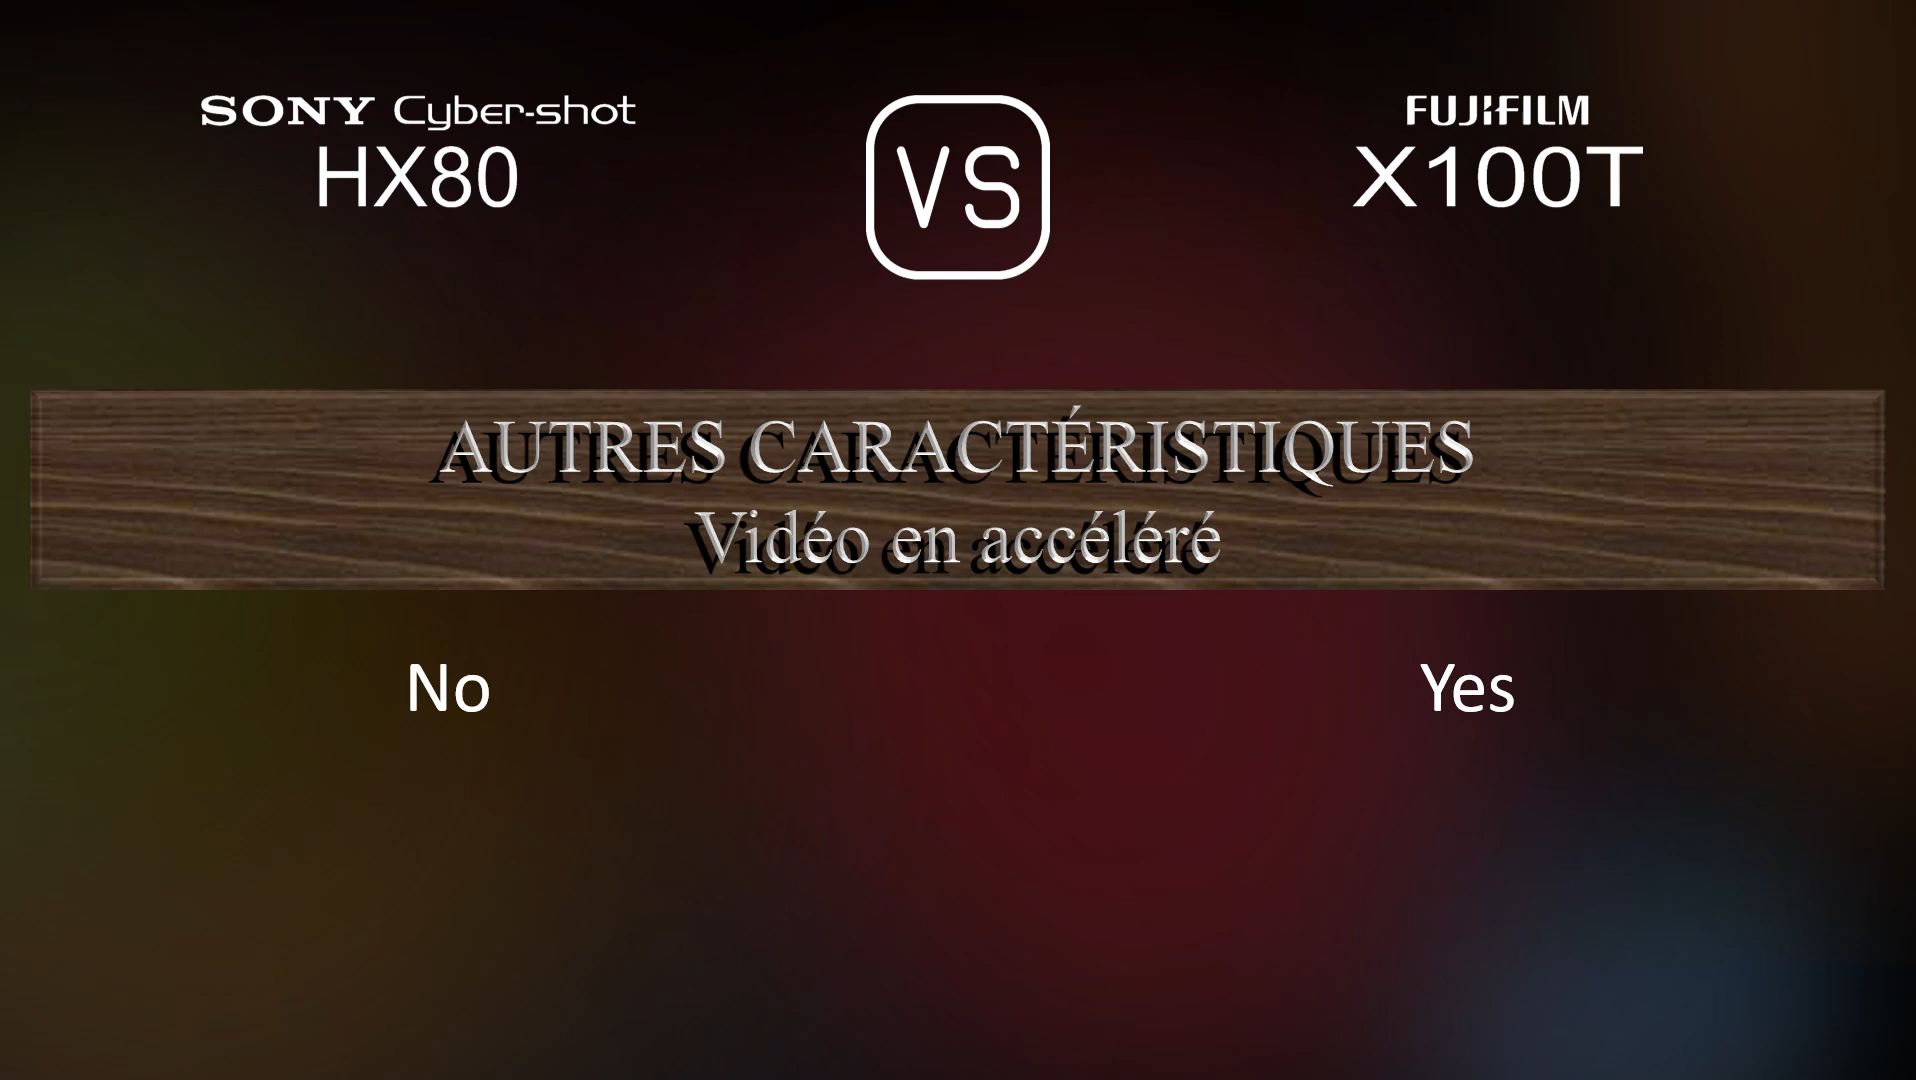 SONY Cyber-shot
HX80
VS
FUJIFILM
X100T
AUTRES CARACTÉRISTIQUES
Vidéo en accéléré
No
Yes